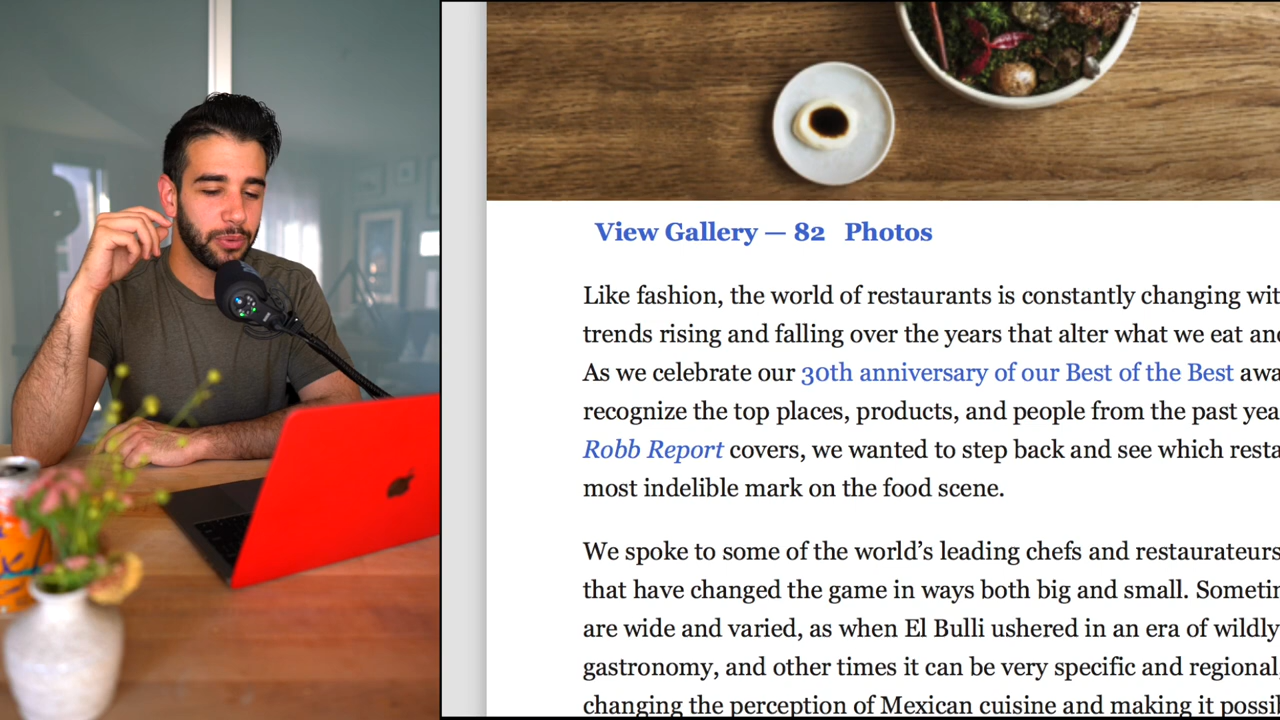 View Gallery — 82 Photos
Like fashion, the world of restaurants is constantly changing wit
trends rising and falling over the years that alter what we eat and
As we celebrate our 30th anniversary of our Best of the Best awa
recognize the top places, products, and people from the past yea
Robb Report covers, we wanted to step back and see which resta
most indelible mark on the food scene.
We spoke to some of the world’s leading chefs and restaurateurs
that have changed the game in ways both big and small. Sometim
are wide and varied, as when El Bulli ushered in an era of wildly
gastronomy, and other times it can be very specific and regional,
changing the perception of Mexican cuisine and making it possi